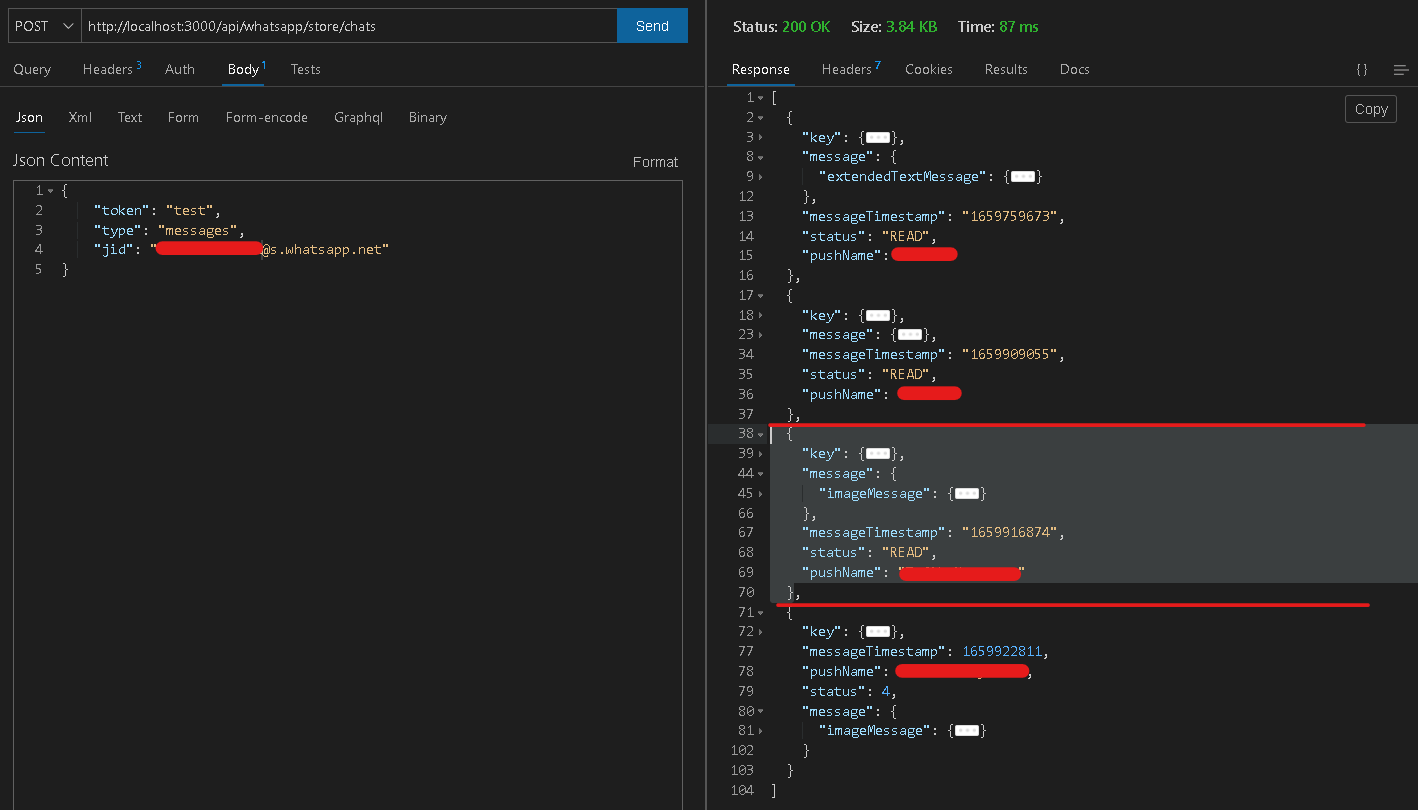 POST http://localhost:3000/api/whatsapp/store/chats Send
Query Headers 3 Auth Body 1 Tests
Json Xml Text Form Form-encode Graphql Binary
Json Content Format
1 {
2 "token": "test",
3 "type": "messages",
4 "jid": "@s.whatsapp.net"
5 }
Status: 200 OK Size: 3.84 KB Time: 87 ms
Response Headers 7 Cookies Results Docs {}
Copy
1 [
2 {
3 "key": {•••},
8 "message": {
9 "extendedTextMessage": {•••}
12 },
13 "messageTimestamp": "1659759673",
14 "status": "READ",
15 "pushName":
16 },
17 {
18 "key": {•••},
23 "message": {•••},
34 "messageTimestamp": "1659909055",
35 "status": "READ",
36 "pushName":
37 },
38 {
39 "key": {•••},
44 "message": {
45 "imageMessage": {•••}
66 },
67 "messageTimestamp": "1659916874",
68 "status": "READ",
69 "pushName": ""
70 },
71 {
72 "key": {•••},
77 "messageTimestamp": 1659922811,
78 "pushName": ,
79 "status": 4,
80 "message": {
81 "imageMessage": {•••}
102 }
103 }
104 ]